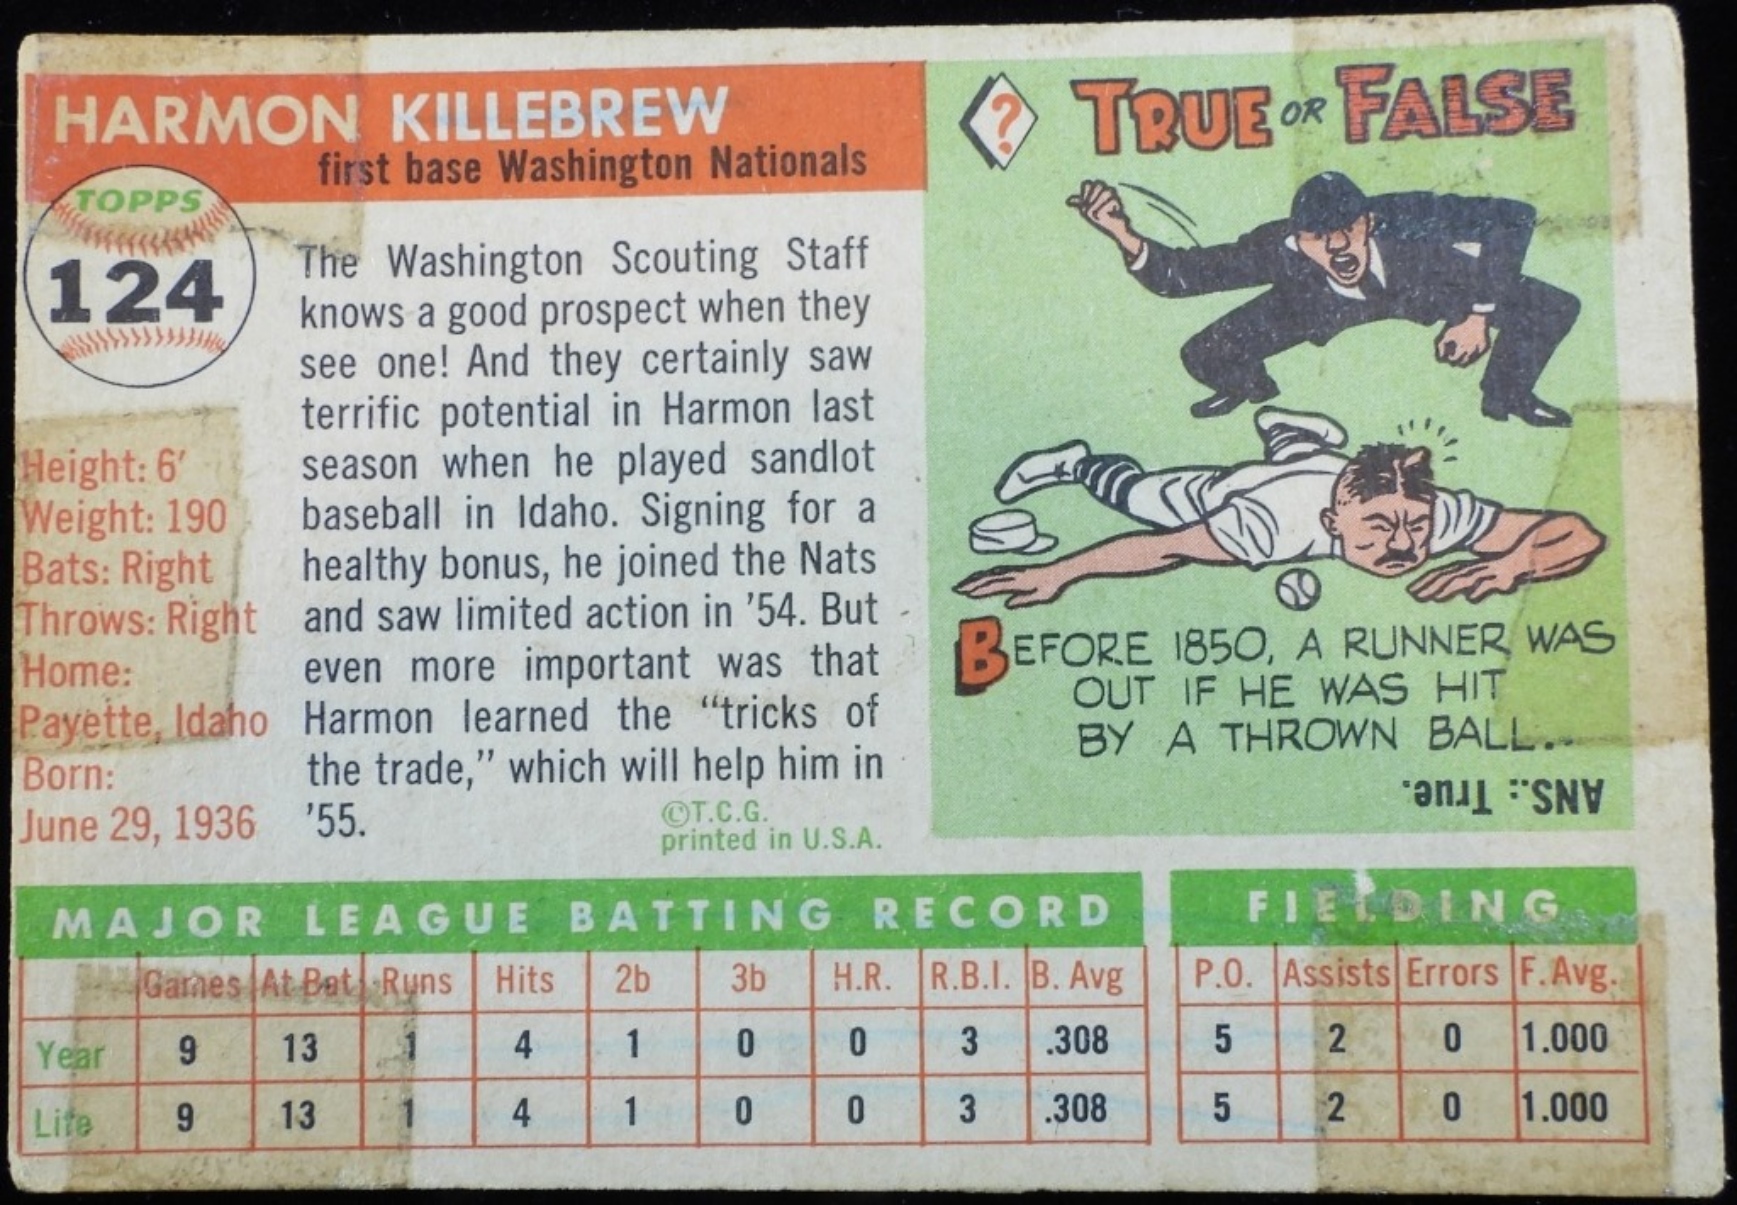 HARMON KILLEBREW
first base Washington Nationals
TOPPS
124
Height: 6'
Weight: 190
Bats: Right
Throws: Right
Home:
Payette, Idaho
Born:
June 29, 1936
The Washington Scouting Staff
knows a good prospect when they
see one! And they certainly saw
terrific potential in Harmon last
season when he played sandlot
baseball in Idaho. Signing for a
healthy bonus, he joined the Nats
and saw limited action in '54. But
even more important was that
Harmon learned the "tricks of
the trade," which will help him in
'55.
©T.C.G.
printed in U.S.A.
?
TRUE OR FALSE
BEFORE 1850, A RUNNER WAS
OUT IF HE WAS HIT
BY A THROWN BALL..
ANS.: True.
MAJOR LEAGUE BATTING RECORD
Games At Bat Runs Hits 2b 3b H.R. R.B.I. B. Avg
Year 9 13 1 4 1 0 0 3 .308
Life 9 13 1 4 1 0 0 3 .308
FIELDING
P.O. Assists Errors F. Avg.
5 2 0 1.000
5 2 0 1.000